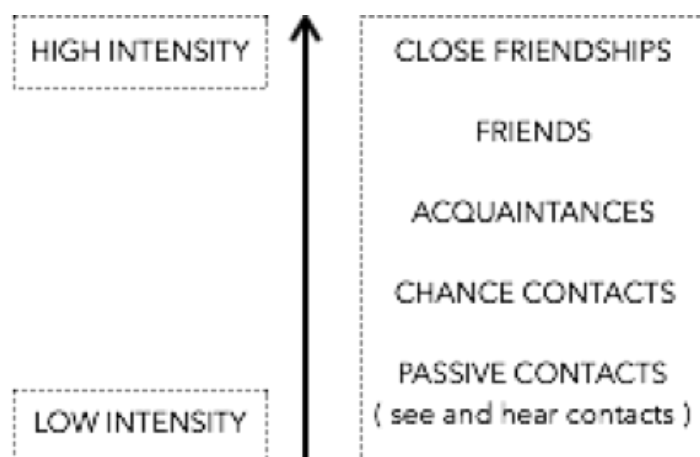 HIGH INTENSITY
CLOSE FRIENDSHIPS
FRIENDS
ACQUAINTANCES
CHANCE CONTACTS
PASSIVE CONTACTS
( see and hear contacts )
LOW INTENSITY